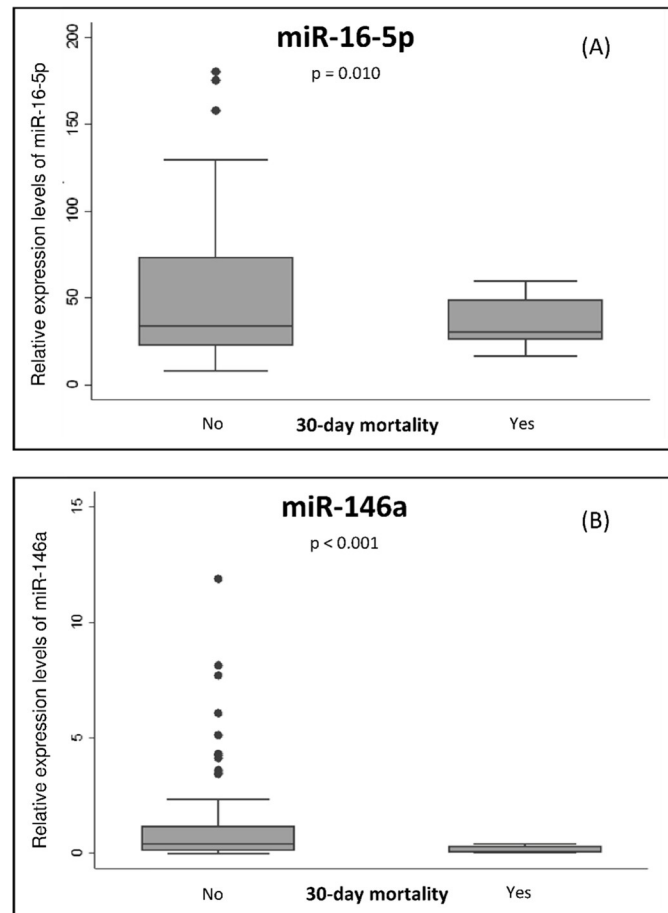 miR-16-5p
(A)
p = 0.010
Relative expression levels of miR-16-5p
200
150
100
50
0
No
30-day mortality
Yes
miR-146a
(B)
p < 0.001
Relative expression levels of miR-146a
15
10
5
0
No
30-day mortality
Yes